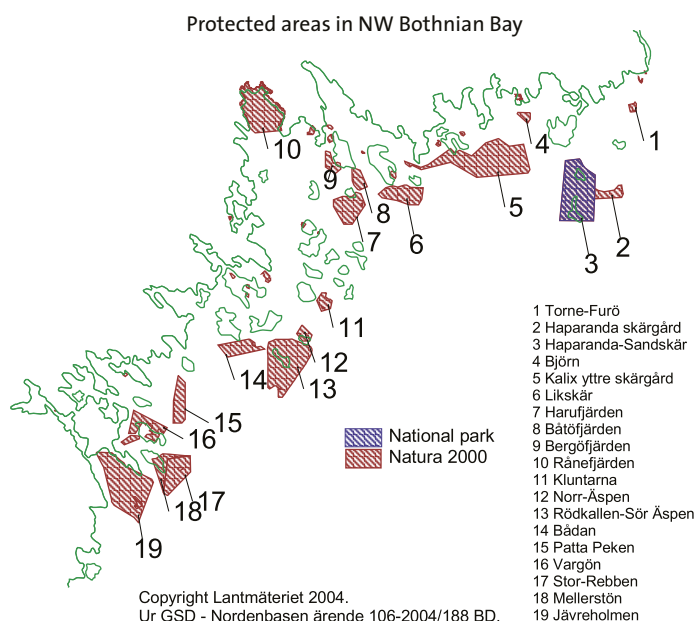 Protected areas in NW Bothnian Bay
1
2
3
4
5
6
7
8
9
10
11
12
13
14
15
16
17
18
19
National park
Natura 2000
1 Torne-Furö
2 Haparanda skärgård
3 Haparanda-Sandskär
4 Björn
5 Kalix yttre skärgård
6 Likskär
7 Harufjärden
8 Båtöfjärden
9 Bergöfjärden
10 Rånefjärden
11 Kluntarna
12 Norr-Äspen
13 Rödkallen-Sör Äspen
14 Bådan
15 Patta Peken
16 Vargön
17 Stor-Rebben
18 Mellerstön
19 Jävreholmen
Copyright Lantmäteriet 2004.
Ur GSD - Nordenbasen ärende 106-2004/188 BD.